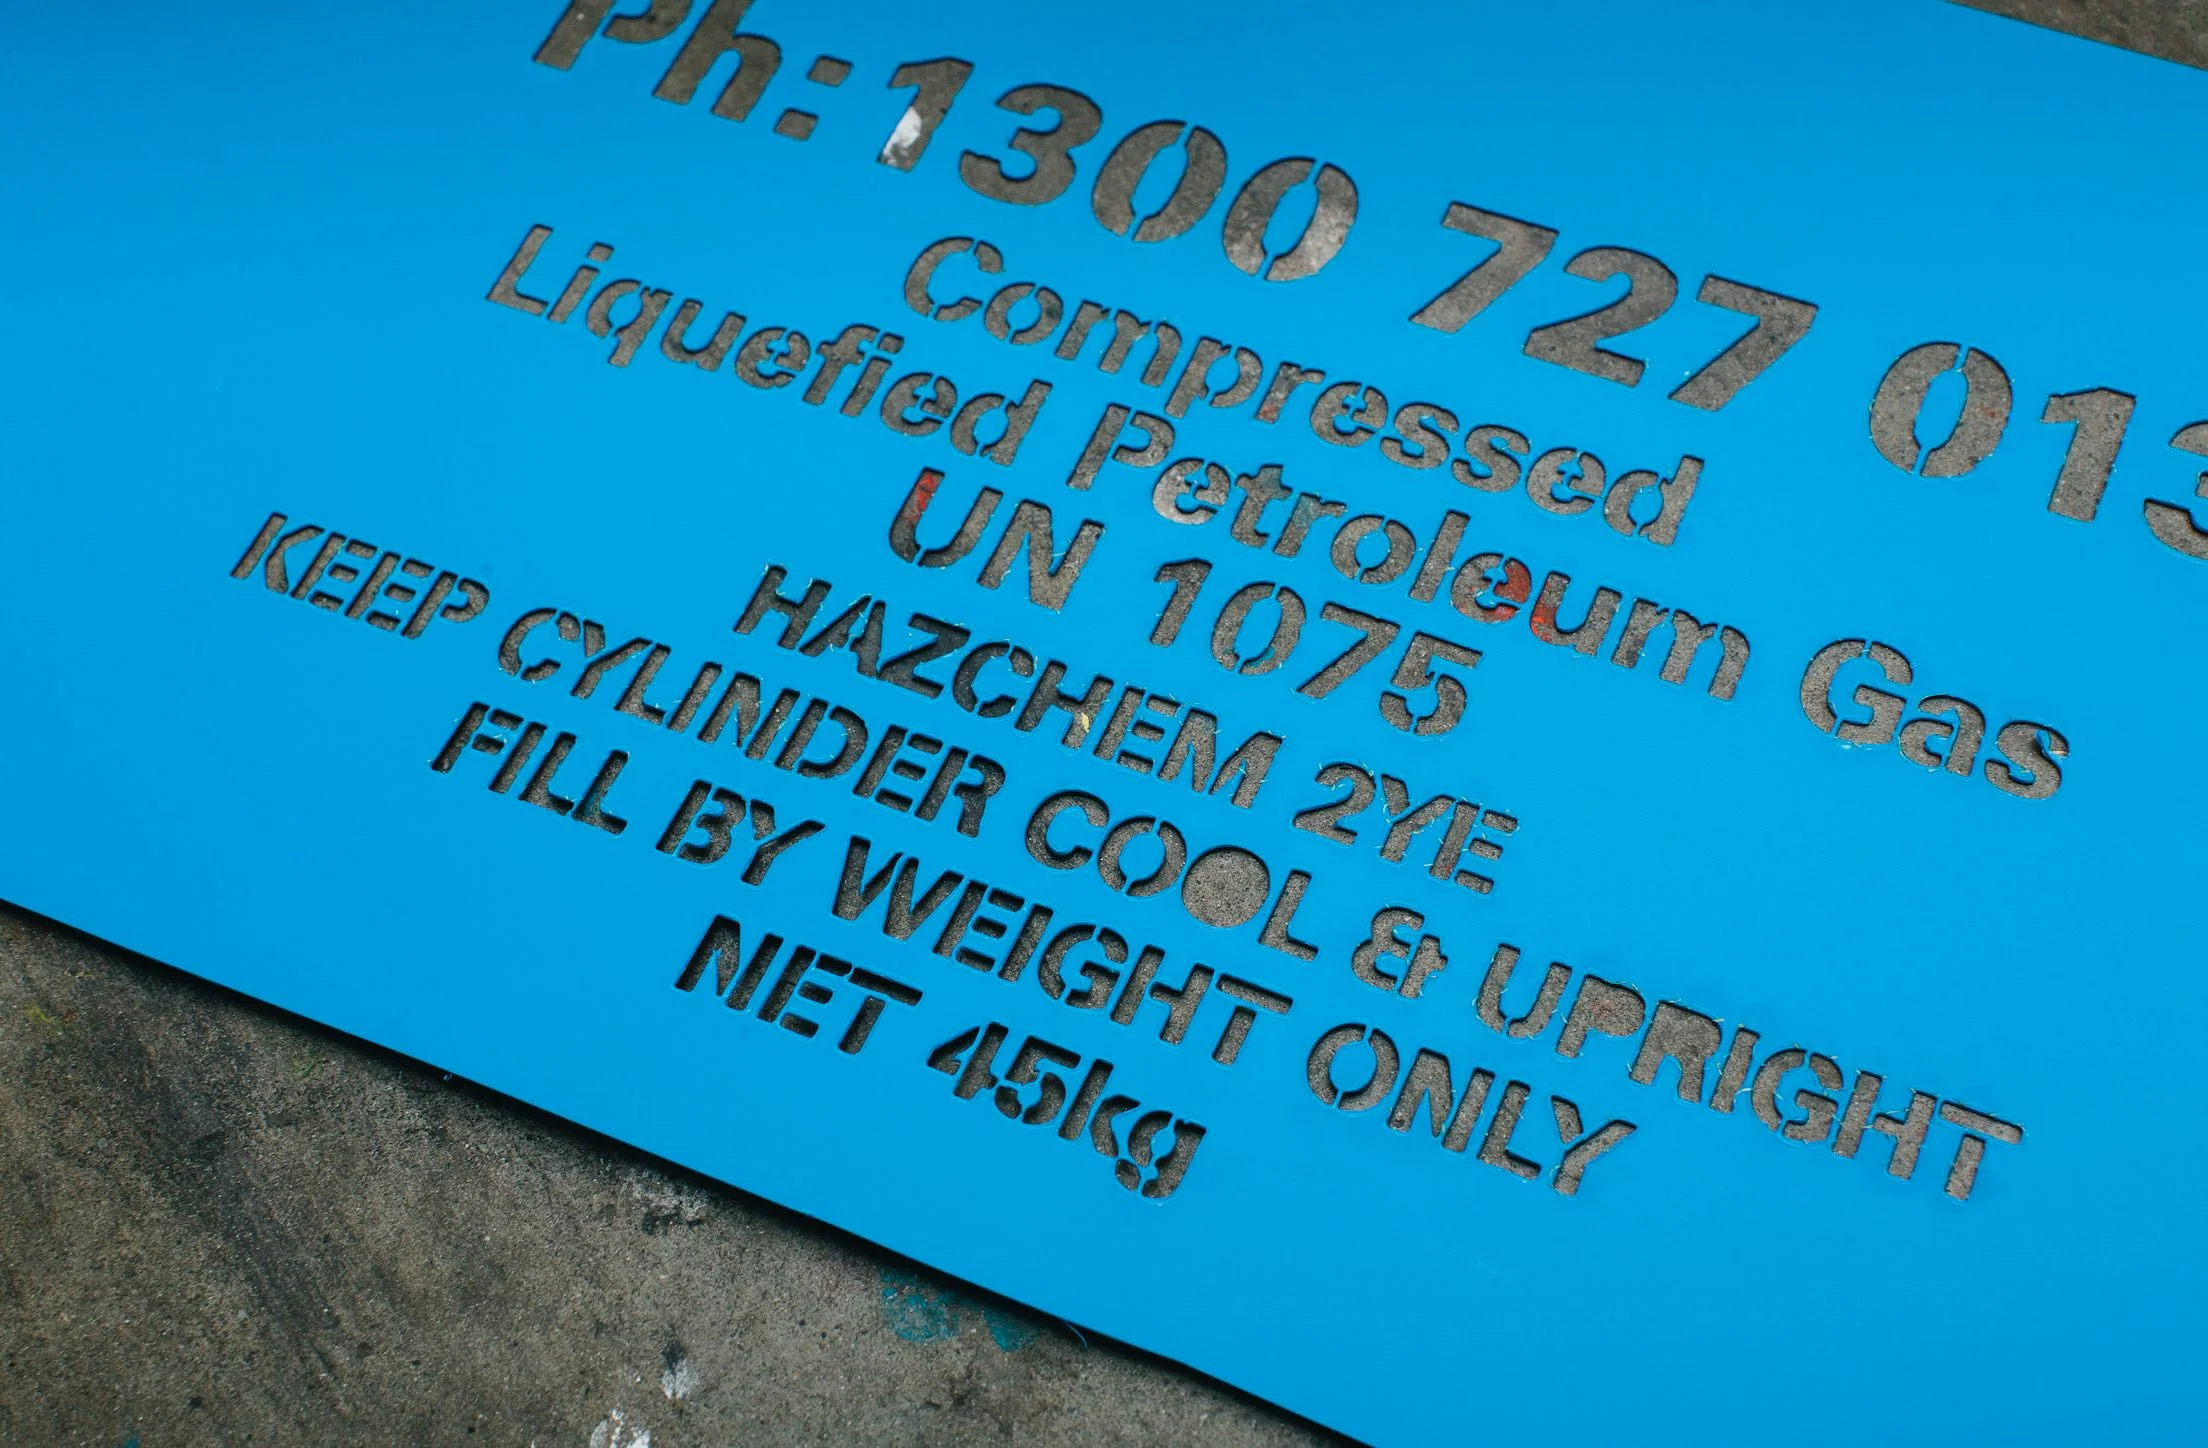 Ph:1300 727 013
Compressed
Liquefied Petroleum Gas
UN 1075
HAZCHEM 2YE
KEEP CYLINDER COOL & UPRIGHT
FILL BY WEIGHT ONLY
NET 45kg